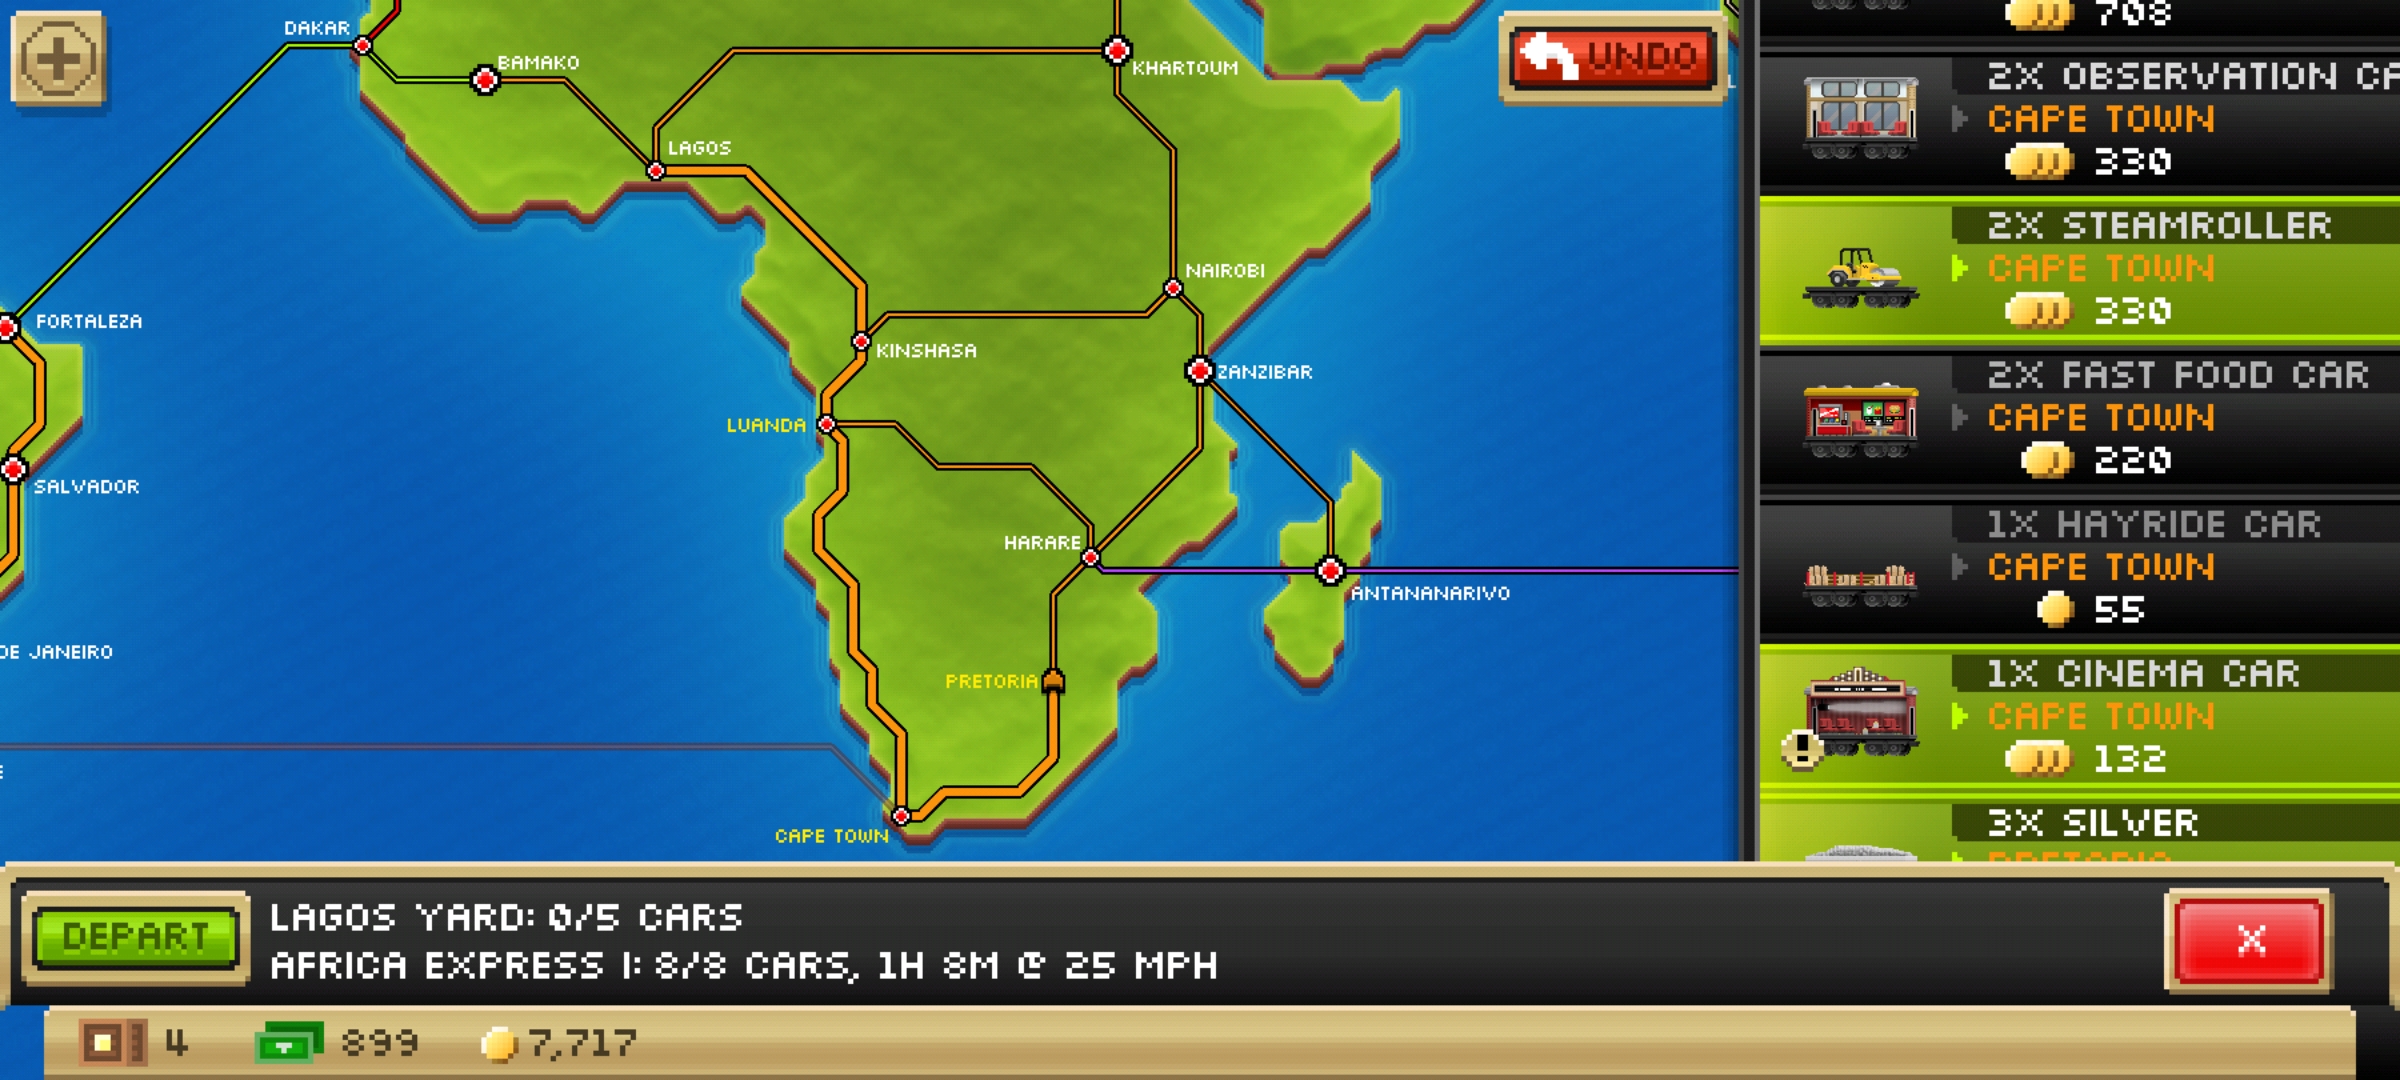 DAKAR
BAMAKO
KHARTOUM
LAGOS
NAIROBI
FORTALEZA
KINSHASA
ZANZIBAR
LUANDA
SALVADOR
HARARE
ANTANANARIVO
DE JANEIRO
PRETORIA
CAPE TOWN
UNDO
708
2X OBSERVATION CA
CAPE TOWN
330
2X STEAMROLLER
CAPE TOWN
330
2X FAST FOOD CAR
CAPE TOWN
220
1X HAYRIDE CAR
CAPE TOWN
55
1X CINEMA CAR
CAPE TOWN
132
3X SILVER
PRETORIA
DEPART
LAGOS YARD: 0/5 CARS
AFRICA EXPRESS I: 8/8 CARS, 1H 8M @ 25 MPH
X
4
899
7,717